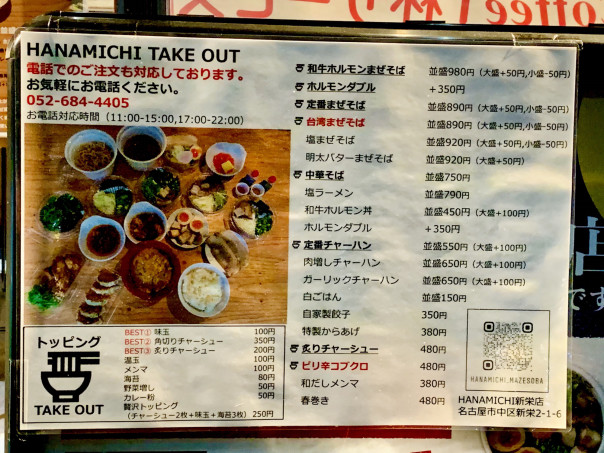 HANAMICHI TAKE OUT
電話でのご注文も対応しております。
お気軽にお電話ください。
052-684-4405
お電話対応時間（11:00-15:00,17:00-22:00）
和牛ホルモンまぜそば 並盛980円（大盛+50円,小盛-50円）
ホルモンダブル +350円
定番まぜそば 並盛890円（大盛+50円,小盛-50円）
台湾まぜそば 並盛890円（大盛+50円,小盛-50円）
塩まぜそば 並盛920円（大盛+50円,小盛-50円）
明太バターまぜそば 並盛920円（大盛+50円）
中華そば 並盛750円
塩ラーメン 並盛790円
和牛ホルモン丼 並盛450円（大盛+100円）
ホルモンダブル +350円
定番チャーハン 並盛550円（大盛+100円）
肉増しチャーハン 並盛650円（大盛+100円）
ガーリックチャーハン 並盛650円（大盛+100円）
白ごはん 並盛150円
自家製餃子 350円
特製からあげ 380円
炙りチャーシュー 480円
ピリ辛コブクロ 480円
和だしメンマ 380円
春巻き 480円
トッピング
TAKE OUT
BEST① 味玉 100円
BEST② 角切りチャーシュー 350円
BEST③ 炙りチャーシュー 200円
温玉 100円
メンマ 100円
海苔 80円
野菜増し 50円
カレー粉 50円
贅沢トッピング
（チャーシュー2枚＋味玉＋海苔3枚）250円
HANAMICHI.MAZESOBA
HANAMICHI新栄店
名古屋市中区新栄2-1-6
店
です